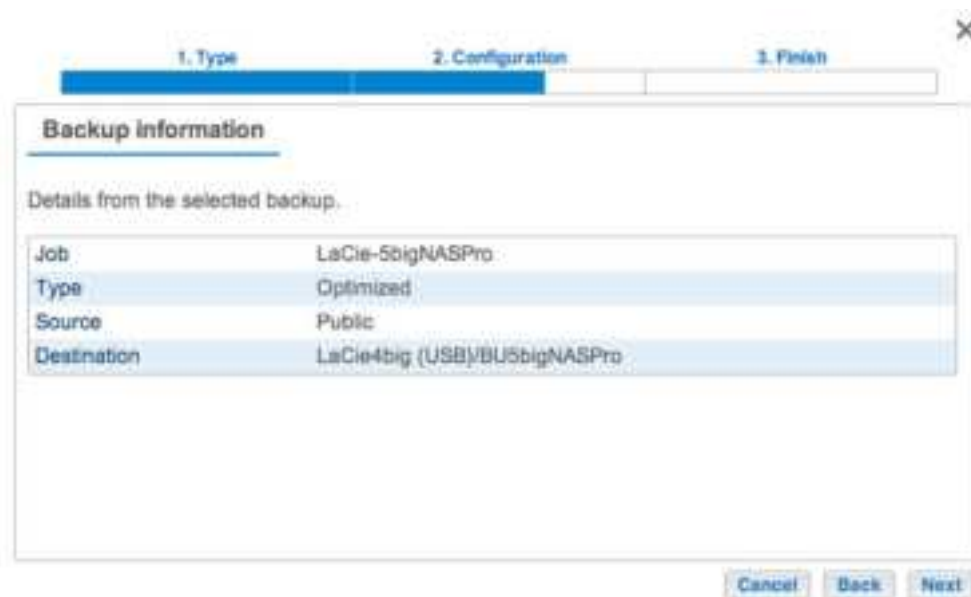 1. Type 2. Configuration 3. Finish
Backup information
Details from the selected backup.
Job LaCie-5bigNASPro
Type Optimized
Source Public
Destination LaCie4big (USB)/BU5bigNASPro
Cancel Back Next